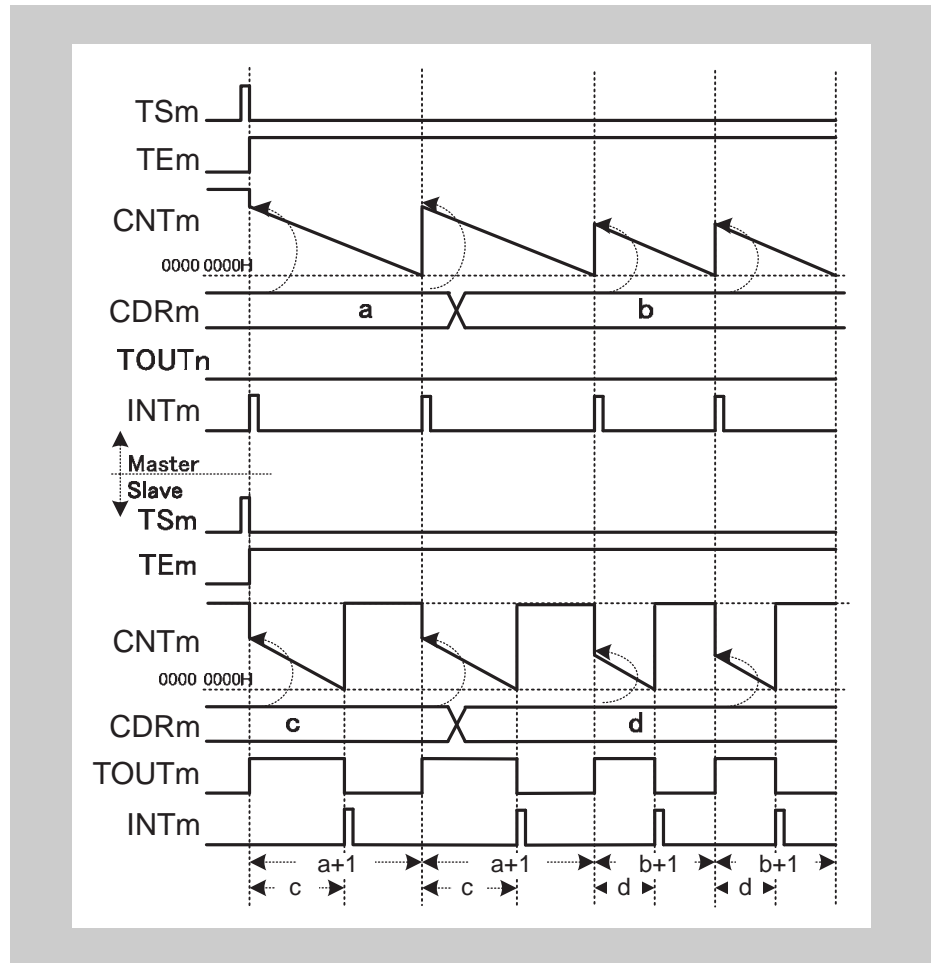 TSm
TEm
CNTm
0000 0000H
CDRm a b
TOUTn
INTm
Master
Slave
TSm
TEm
CNTm
0000 0000H
CDRm c d
TOUTm
INTm
a+1 a+1 b+1 b+1
c c d d